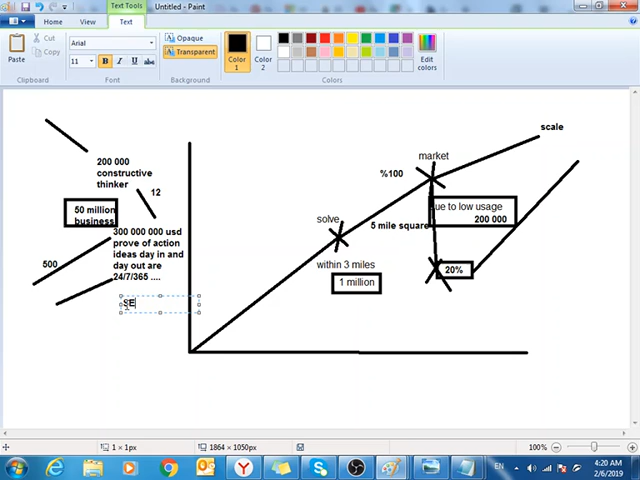 Text Tools
Untitled - Paint
Home
View
Text
Paste
Cut
Copy
Clipboard
Arial
11
B
I
U
abc
Font
Opaque
Transparent
Background
Color
1
Color
2
Edit
colors
Colors
scale
market
200 000
constructive
thinker
%100
12
50 million
business
ue to low usage
200 000
solve
5 mile square
300 000 000 usd
prove of action
ideas day in and
day out are
24/7/365 ....
500
within 3 miles
20%
1 million
SE
1 × 1px
1864 × 1050px
100%
EN
4:20 AM
2/6/2019